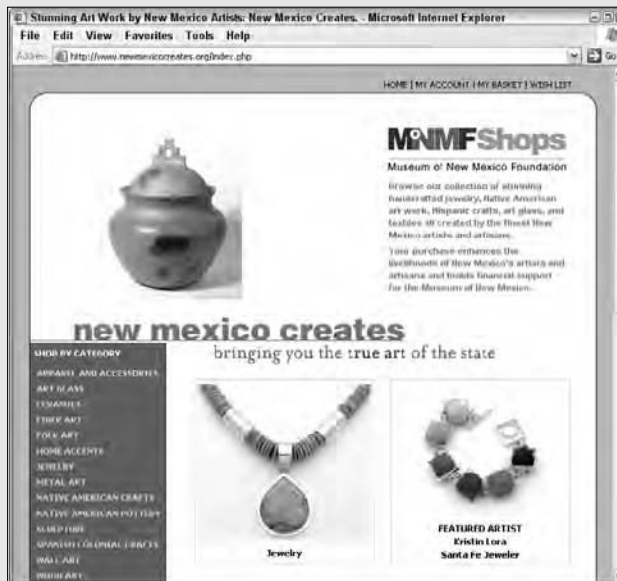 Stunning Art Work by New Mexico Artists: New Mexico Creates. - Microsoft Internet Explorer
File Edit View Favorites Tools Help
Address http://www.newmexicocreates.org/index.php Go
HOME | MY ACCOUNT | MY BASKET | WISH LIST
MoNMF Shops
Museum of New Mexico Foundation
Browse our collection of stunning
handcrafted jewelry, Native American
art work, Hispanic crafts, art glass, and
textiles all created by the finest New
Mexico artists and artisans.
Your purchase enhances the
livelihoods of New Mexico's artists and
artisans and builds financial support
for the Museum of New Mexico.
new mexico creates
bringing you the true art of the state
SHOP BY CATEGORY
APPAREL AND ACCESSORIES
ART GLASS
CERAMICS
FIBER ART
FOLK ART
HOME ACCENTS
JEWELRY
METAL ART
NATIVE AMERICAN CRAFTS
NATIVE AMERICAN POTTERY
SCULPTURE
SPANISH COLONIAL CRAFTS
WALL ART
WOOD ART
Jewelry
FEATURED ARTIST
Kristin Lora
Santa Fe Jeweler